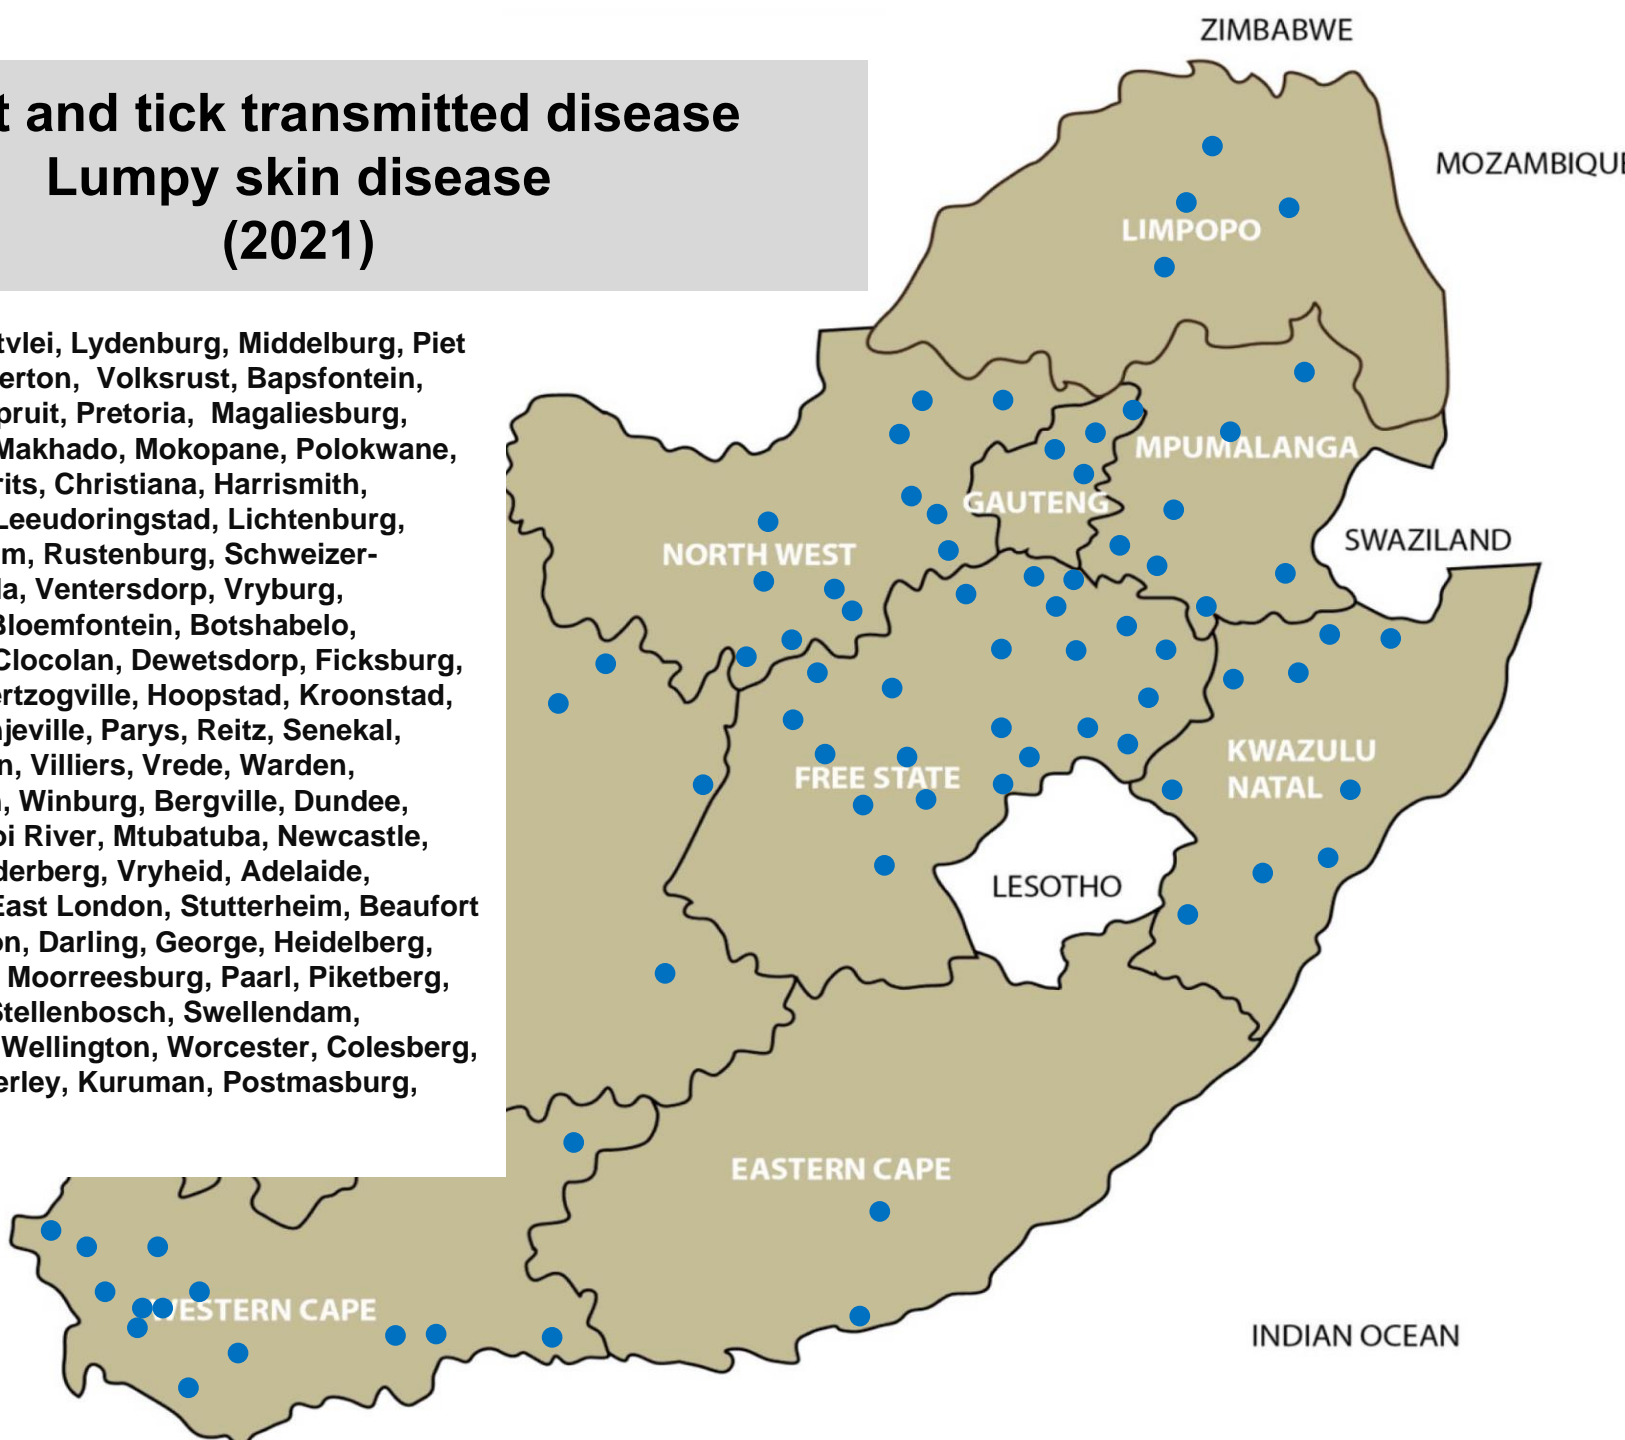 t and tick transmitted disease
Lumpy skin disease
(2021)
tvlei, Lydenburg, Middelburg, Piet
erton, Volksrust, Bapsfontein,
pruit, Pretoria, Magaliesburg,
Makhado, Mokopane, Polokwane,
rits, Christiana, Harrismith,
Leeudoringstad, Lichtenburg,
m, Rustenburg, Schweizer-
la, Ventersdorp, Vryburg,
Bloemfontein, Botshabelo,
Clocolan, Dewetsdorp, Ficksburg,
ertzogville, Hoopstad, Kroonstad,
njeville, Parys, Reitz, Senekal,
n, Villiers, Vrede, Warden,
, Winburg, Bergville, Dundee,
oi River, Mtubatuba, Newcastle,
derberg, Vryheid, Adelaide,
East London, Stutterheim, Beaufort
on, Darling, George, Heidelberg,
Moorreesburg, Paarl, Piketberg,
Stellenbosch, Swellendam,
Wellington, Worcester, Colesberg,
erley, Kuruman, Postmasburg,
ZIMBABWE
MOZAMBIQUE
LIMPOPO
MPUMALANGA
GAUTENG
SWAZILAND
NORTH WEST
KWAZULU
NATAL
FREE STATE
LESOTHO
EASTERN CAPE
WESTERN CAPE
INDIAN OCEAN